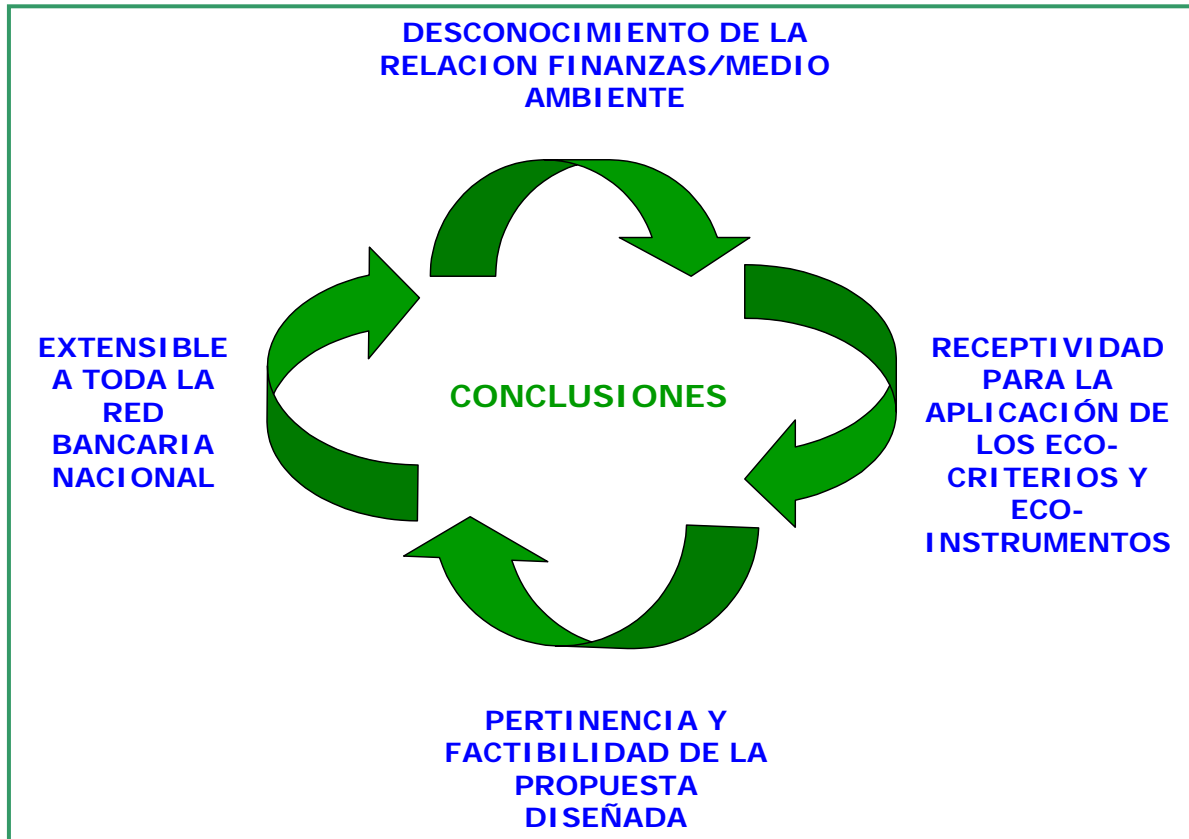 DESCONOCIMIENTO DE LA
RELACION FINANZAS/MEDIO
AMBIENTE
EXTENSIBLE
A TODA LA
RED
BANCARIA
NACIONAL
CONCLUSIONES
RECEPTIVIDAD
PARA LA
APLICACIÓN DE
LOS ECO-
CRITERIOS Y
ECO-
INSTRUMENTOS
PERTINENCIA Y
FACTIBILIDAD DE LA
PROPUESTA
DISEÑADA